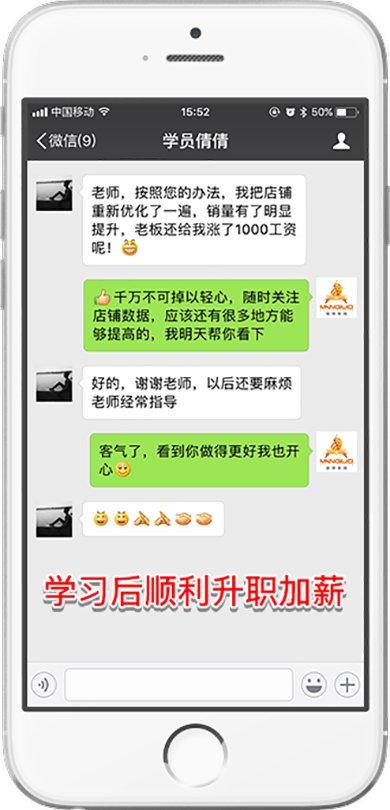 中国移动
15:52
50%
微信(9)
学员倩倩
老师，按照您的办法，我把店铺
重新优化了一遍，销量有了明显
提升，老板还给我涨了1000工资
呢！
千万不可掉以轻心，随时关注
店铺数据，应该还有很多地方能
够提高的，我明天帮你看下
MINGUO
好的，谢谢老师，以后还要麻烦
老师经常指导
客气了，看到你做得更好我也开
心
MINGUO
学习后顺利升职加薪